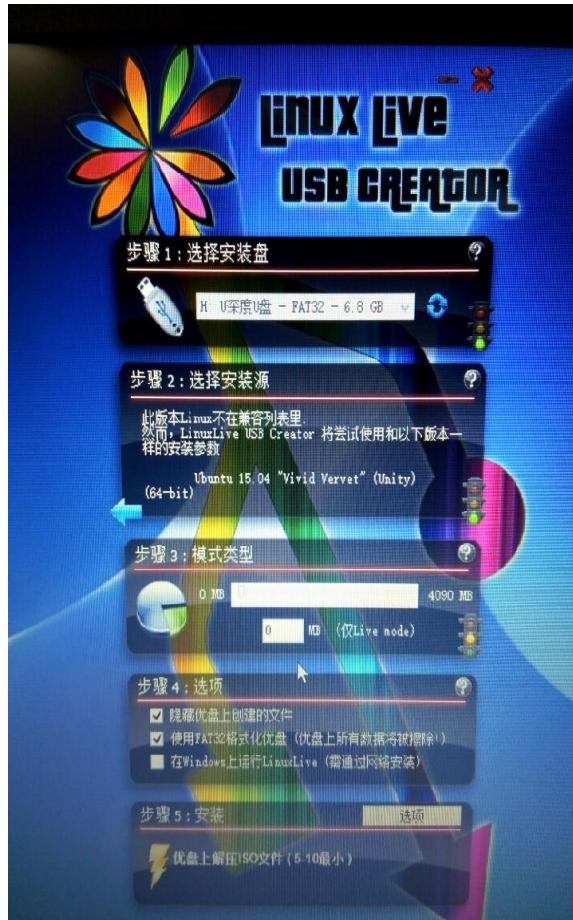 Linux Live
USB CREATOR
步骤 1：选择安装盘
H: U深度U盘 - FAT32 - 6.8 GB
步骤 2：选择安装源
此版本Linux不在兼容列表里.
然而，LinuxLive USB Creator 将尝试使用和以下版本一
样的安装参数
Ubuntu 15.04 "Vivid Vervet" (Unity)
(64-bit)
步骤 3：模式类型
0 MB
4090 MB
0 MB (仅Live mode)
步骤 4：选项
隐藏优盘上创建的文件
使用FAT32格式化优盘 (优盘上所有数据将被擦除!)
在Windows上运行LinuxLive (需通过网络安装)
步骤 5：安装
选项
优盘上解压ISO文件 (5-10最小)